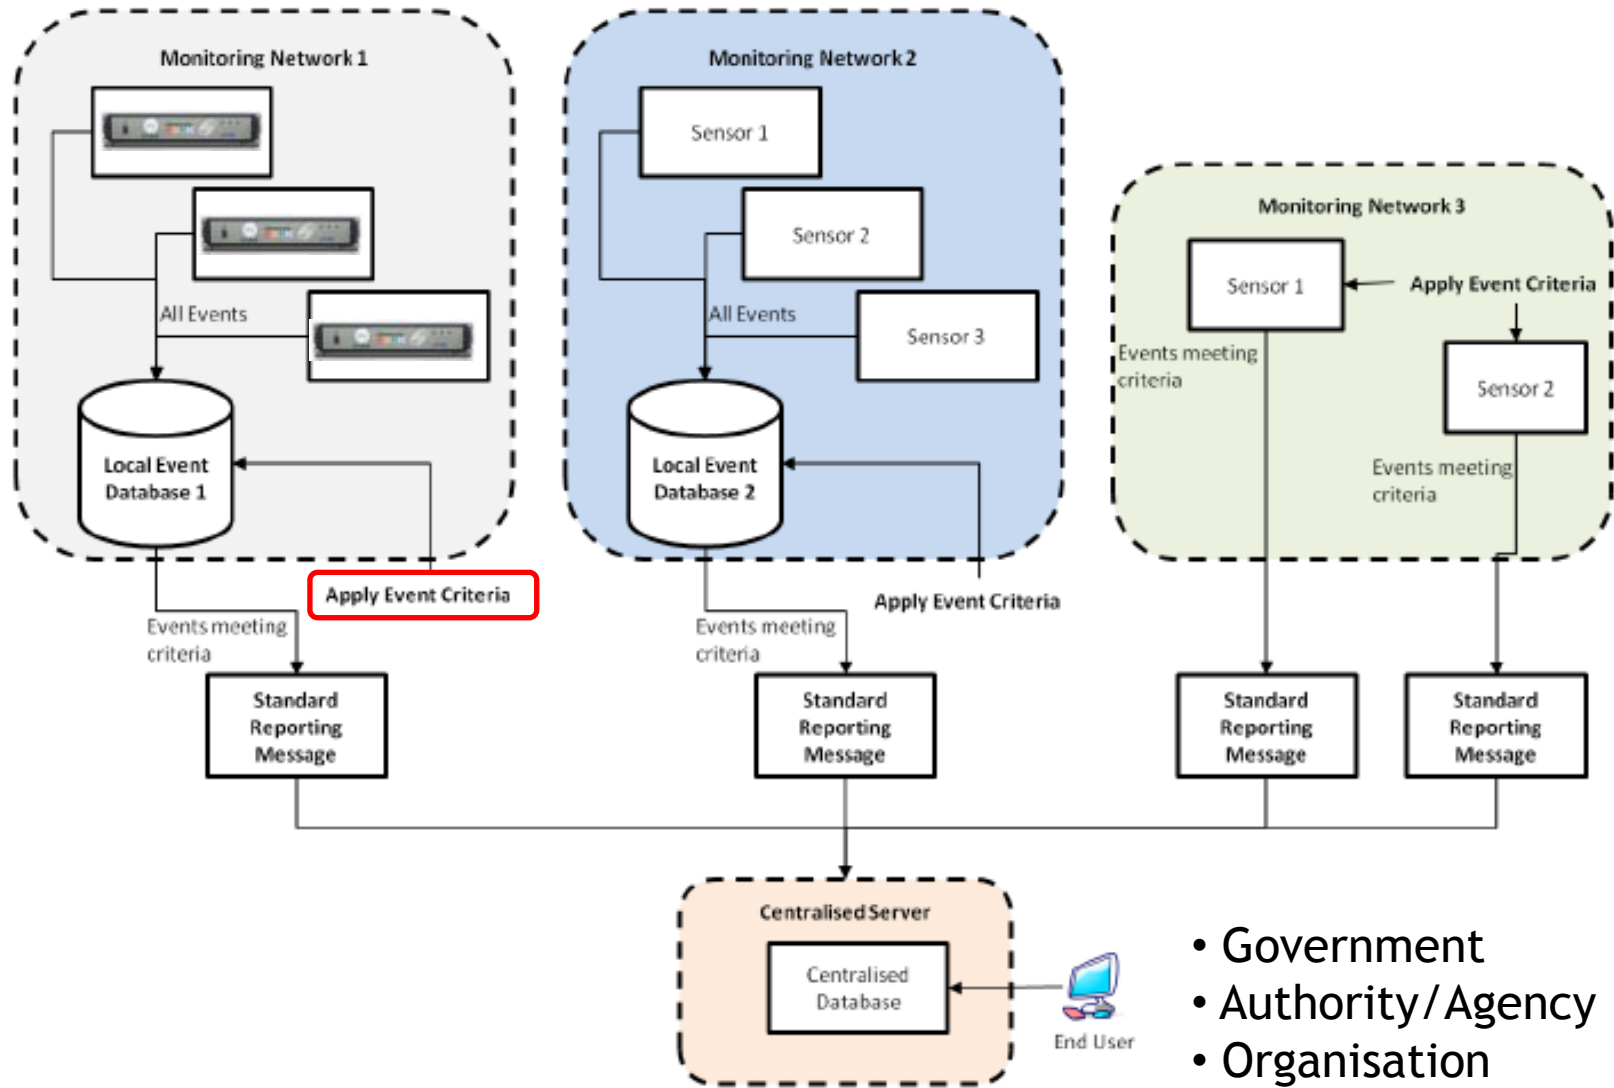 Monitoring Network 1
All Events
Local Event
Database 1
Apply Event Criteria
Events meeting
criteria
Standard
Reporting
Message
Monitoring Network 2
Sensor 1
Sensor 2
Sensor 3
All Events
Local Event
Database 2
Apply Event Criteria
Events meeting
criteria
Standard
Reporting
Message
Monitoring Network 3
Sensor 1
Apply Event Criteria
Sensor 2
Events meeting
criteria
Events meeting
criteria
Standard
Reporting
Message
Standard
Reporting
Message
Centralised Server
Centralised
Database
End User
• Government
• Authority/Agency
• Organisation